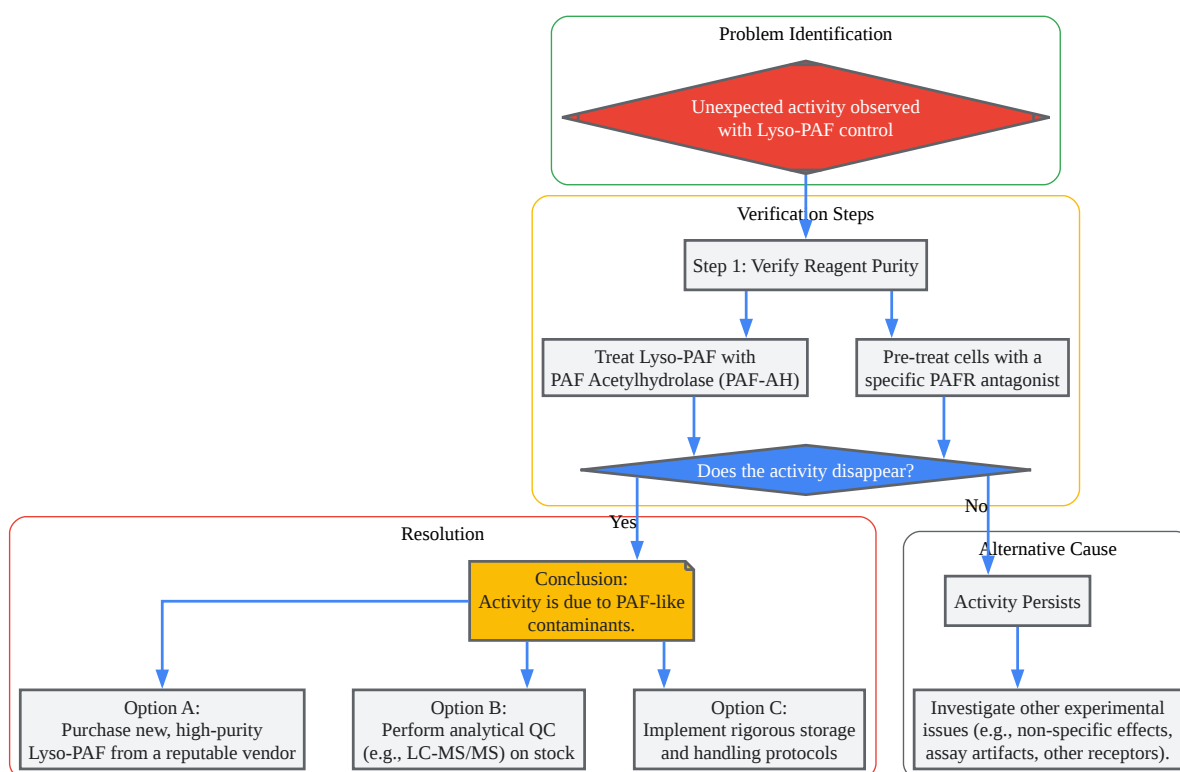 Problem Identification
Unexpected activity observed
with Lyso-PAF control
Verification Steps
Step 1: Verify Reagent Purity
Treat Lyso-PAF with
PAF Acetylhydrolase (PAF-AH)
Pre-treat cells with a
specific PAFR antagonist
Does the activity disappear?
Yes
No
Resolution
Conclusion:
Activity is due to PAF-like
contaminants.
Option A:
Purchase new, high-purity
Lyso-PAF from a reputable vendor
Option B:
Perform analytical QC
(e.g., LC-MS/MS) on stock
Option C:
Implement rigorous storage
and handling protocols
Alternative Cause
Activity Persists
Investigate other experimental
issues (e.g., non-specific effects,
assay artifacts, other receptors).